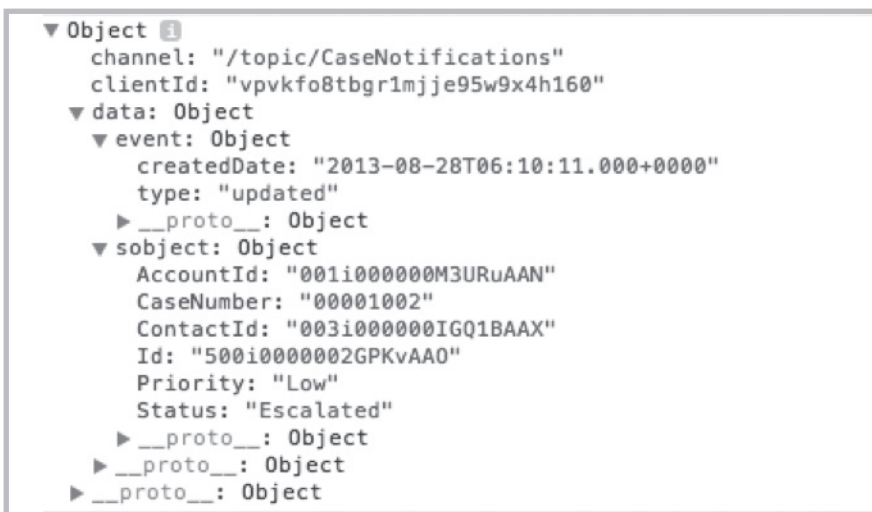 ▼ Object i
channel: "/topic/CaseNotifications"
clientId: "vpvkfo8tbgr1mjje95w9x4h160"
▼ data: Object
▼ event: Object
createdDate: "2013-08-28T06:10:11.000+0000"
type: "updated"
▶ __proto__: Object
▼ sobject: Object
AccountId: "001i000000M3URuAAN"
CaseNumber: "00001002"
ContactId: "003i000000IGQ1BAAX"
Id: "500i0000002GPKvAAO"
Priority: "Low"
Status: "Escalated"
▶ __proto__: Object
▶ __proto__: Object
▶ __proto__: Object